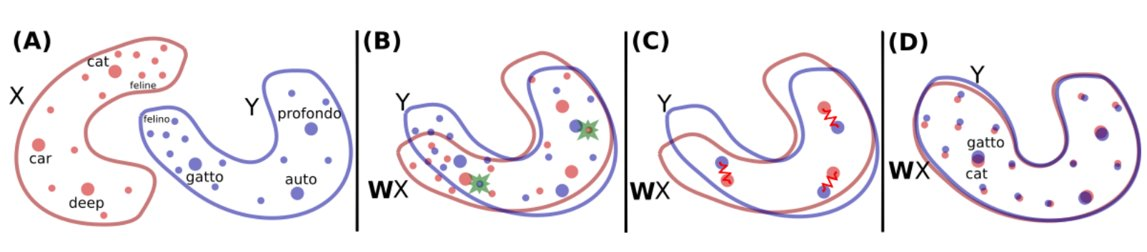 (A)
X
cat
feline
car
deep
Y
felino
profondo
gatto
auto
(B)
Y
WX
(C)
Y
WX
(D)
Y
gatto
cat
WX